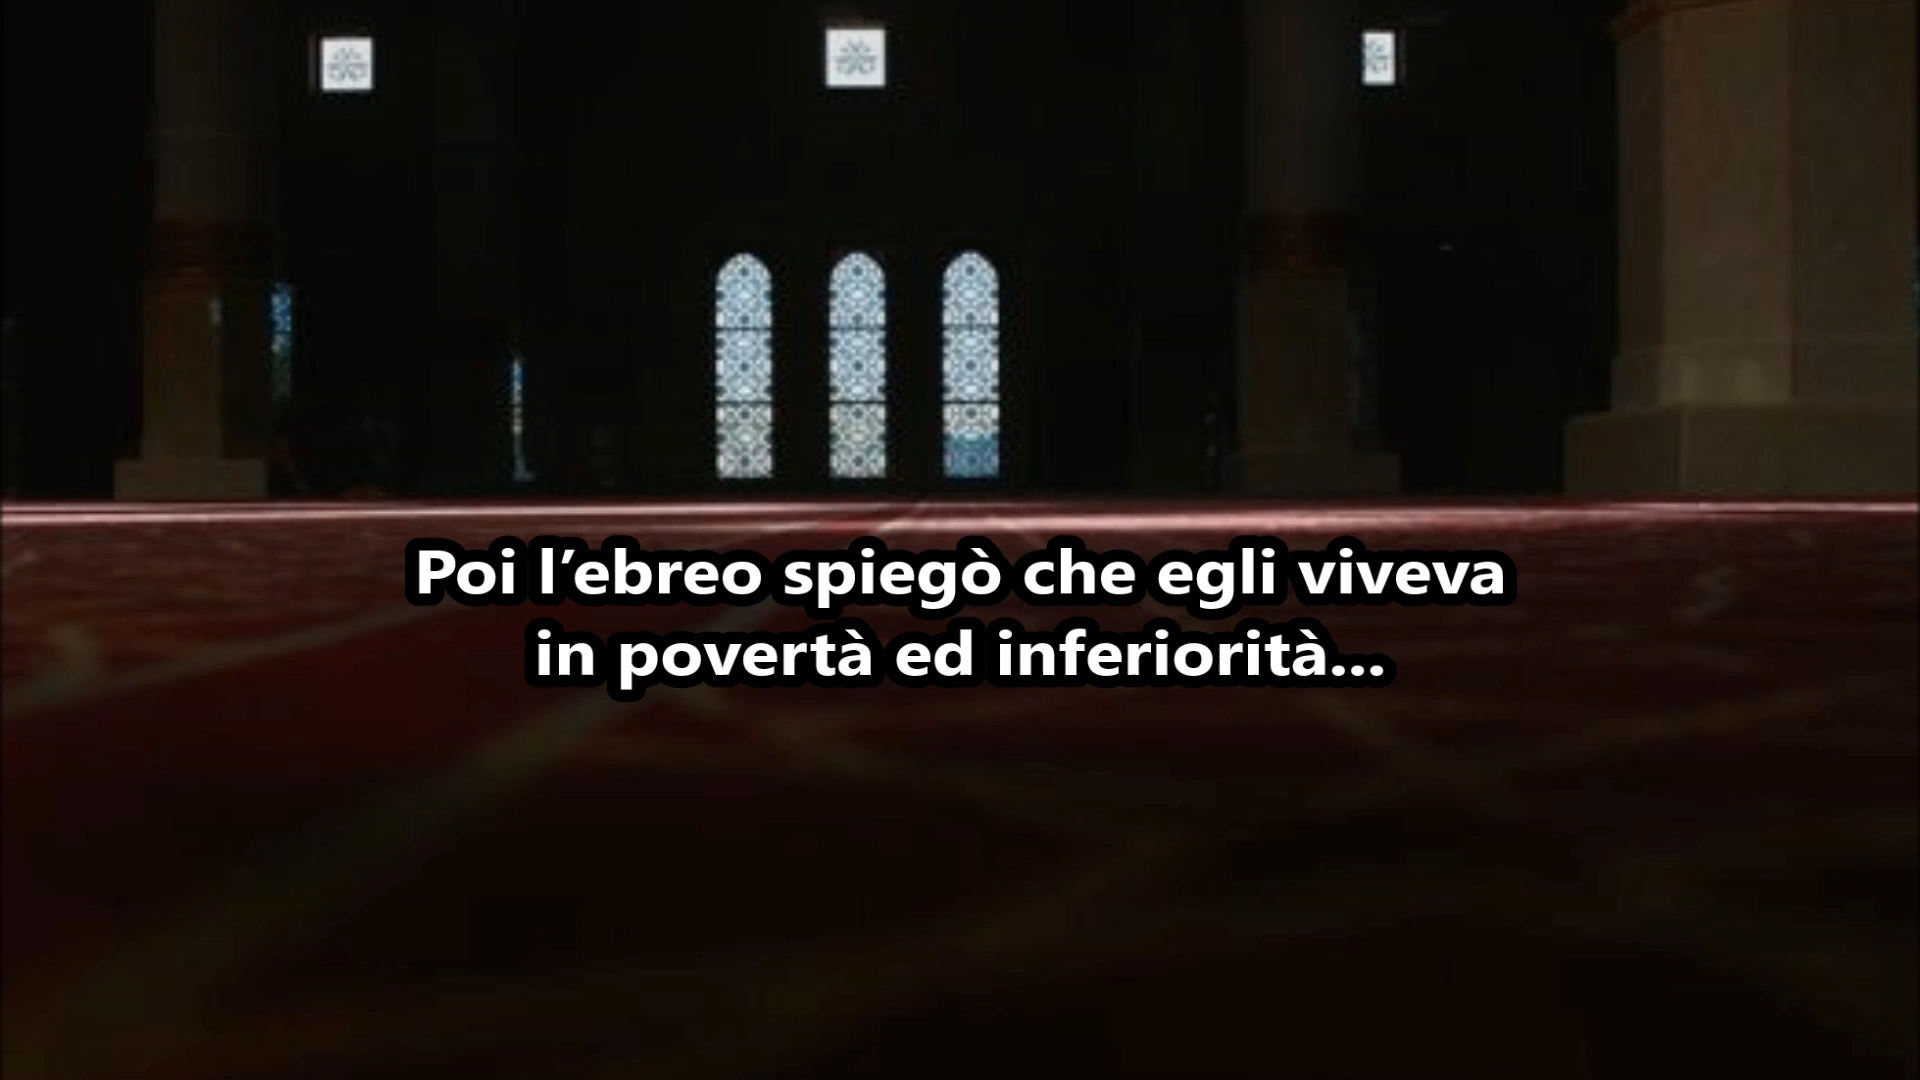 Poi l’ebreo spiegò che egli viveva
in povertà ed inferiorità...